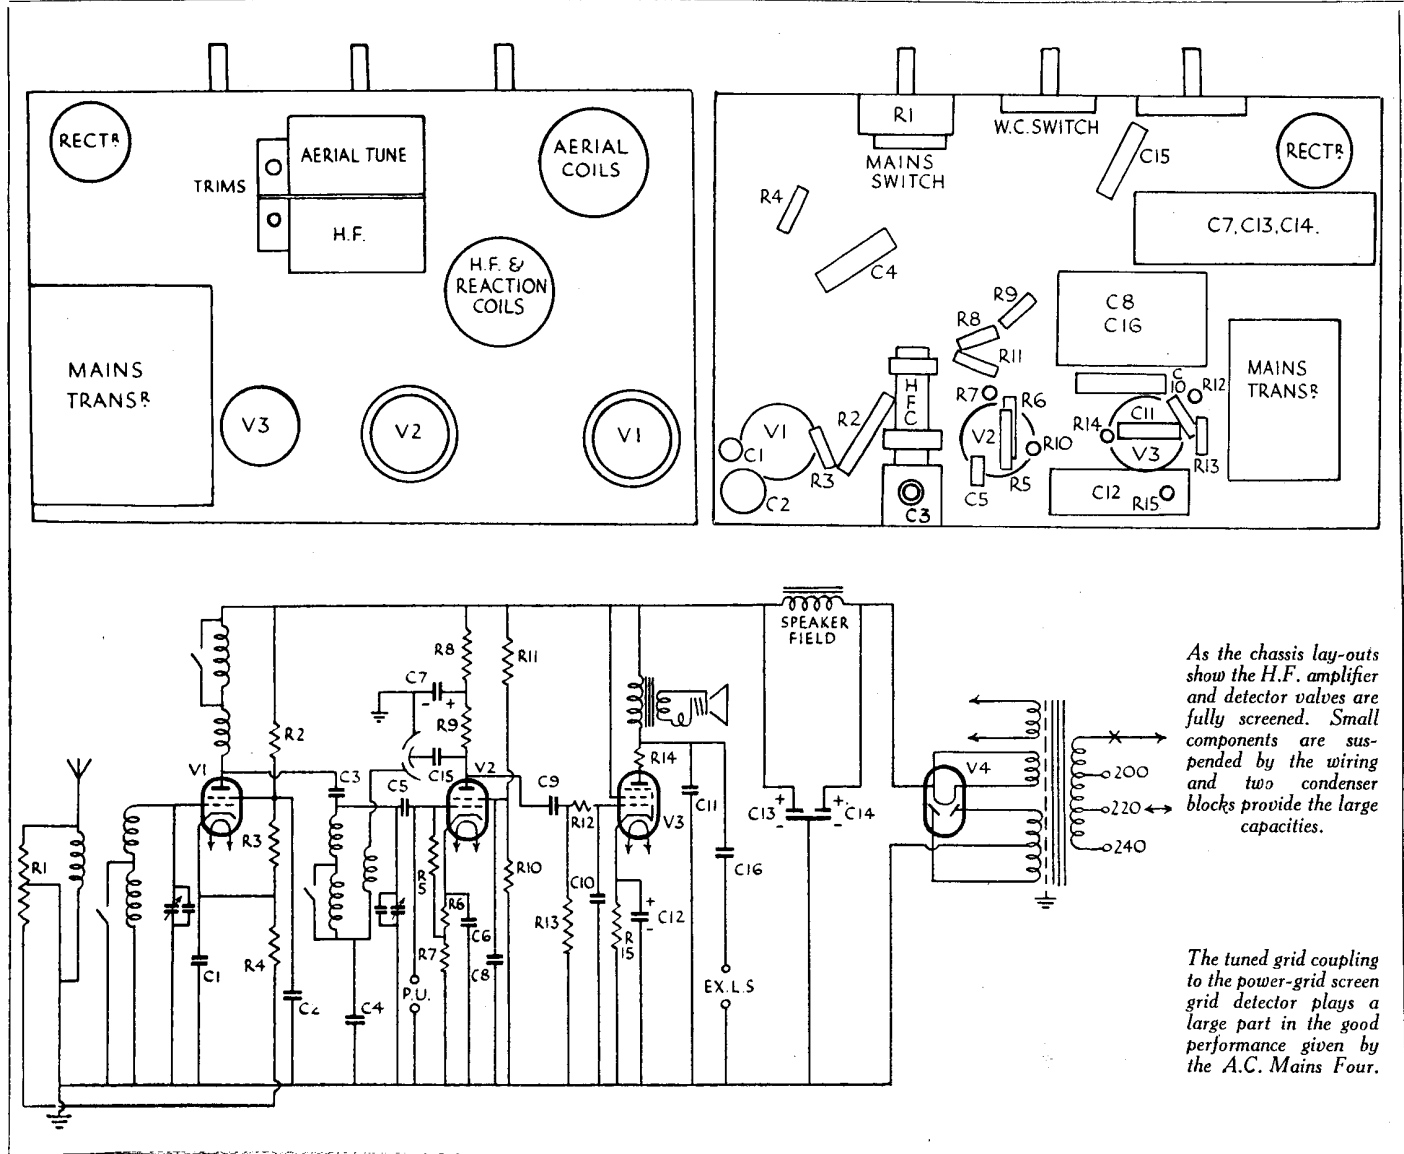 RECTR.
TRIMS
AERIAL TUNE
H.F.
AERIAL
COILS
H.F. &
REACTION
COILS
MAINS
TRANSR.
V3
V2
V1
R1
MAINS
SWITCH
W.C. SWITCH
C15
RECTR.
R4
C4
C7, C13, C14.
R9
R8
R11
C8
C16
MAINS
TRANSR.
HFC
R7
R6
C
10
R12
V1
R2
V2
R10
R14
C11
C1
R3
R5
V3
R13
C2
C3
C5
C12
R15
SPEAKER
FIELD
R8
R11
C7
-
+
R9
R2
V1
C3
C15
V2
R14
C5
C9
R12
V3
C11
C13
+
-
C14
+
-
V4
200
220
240
R1
R3
R
5
R10
C10
C16
R6
R13
R
15
+
C12
-
C6
R7
C8
R4
C1
C2
C4
P.U.
EX.L.S
As the chassis lay-outs
show the H.F. amplifier
and detector valves are
fully screened. Small
components are sus-
pended by the wiring
and two condenser
blocks provide the large
capacities.
The tuned grid coupling
to the power-grid screen
grid detector plays a
large part in the good
performance given by
the A.C. Mains Four.